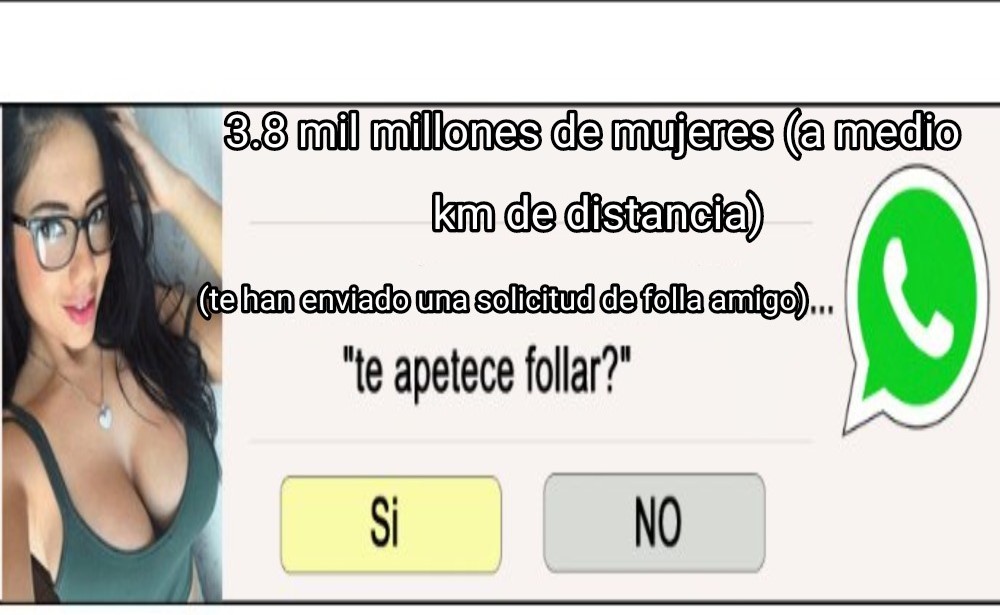 3.8 mil millones de mujeres (a medio
km de distancia)
(te han enviado una solicitud de folla amigo)...
"te apetece follar?"
Si
NO